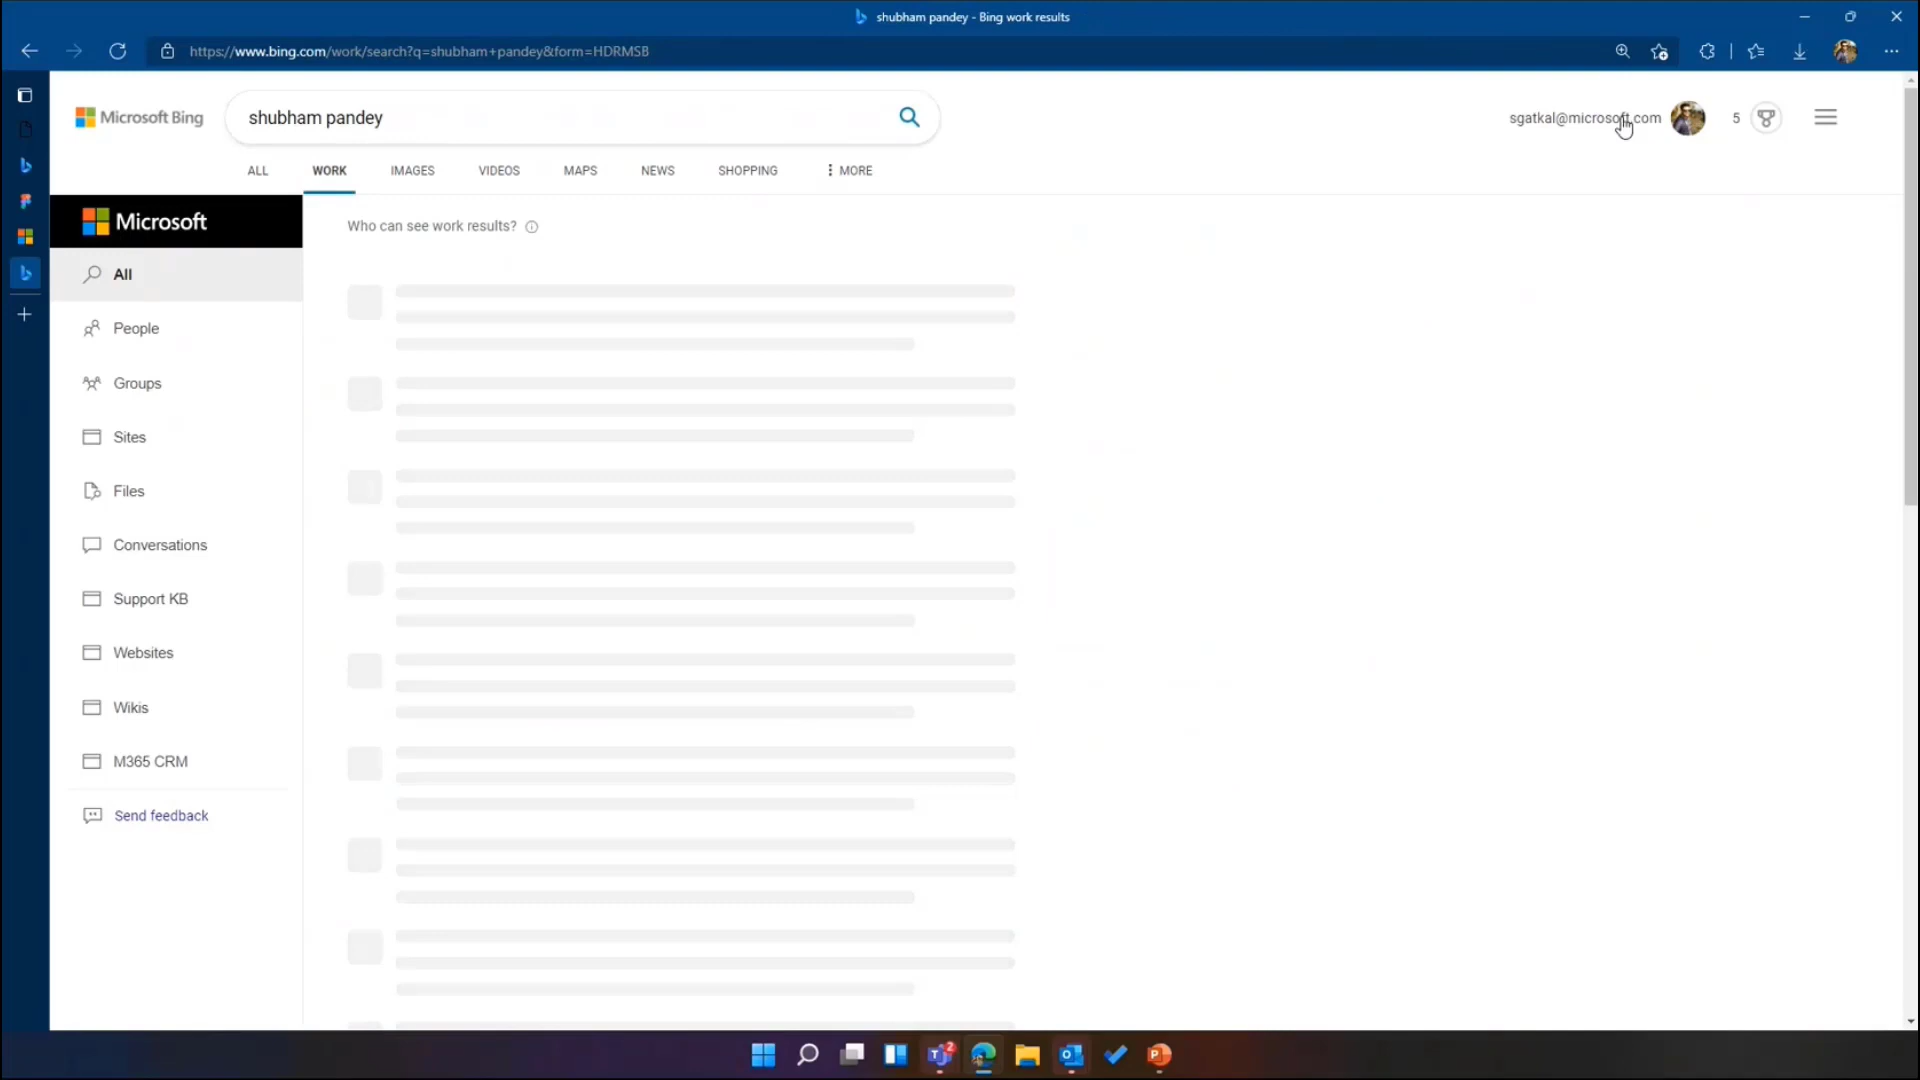 shubham pandey - Bing work results
https://www.bing.com/work/search?q=shubham+pandey&form=HDRMSB
Microsoft Bing
shubham pandey
sgatkal@microsoft.com
5
ALL
WORK
IMAGES
VIDEOS
MAPS
NEWS
SHOPPING
MORE
Microsoft
Who can see work results?
All
People
Groups
Sites
Files
Conversations
Support KB
Websites
Wikis
M365 CRM
Send feedback
2